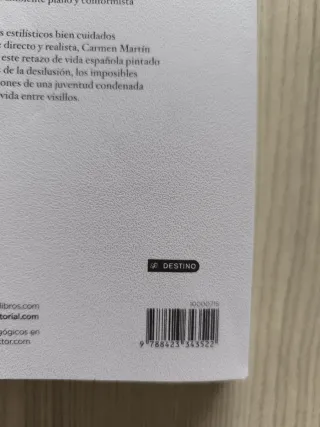 ambiente plano y conformista
s estilísticos bien cuidados
e directo y realista, Carmen Martín
este retazo de vida española pintado
s de la desilusión, los imposibles
ones de una juventud condenada
vida entre visillos.
DESTINO
libros.com
torial.com
gógicos en
ctor.com
9 788423 343522